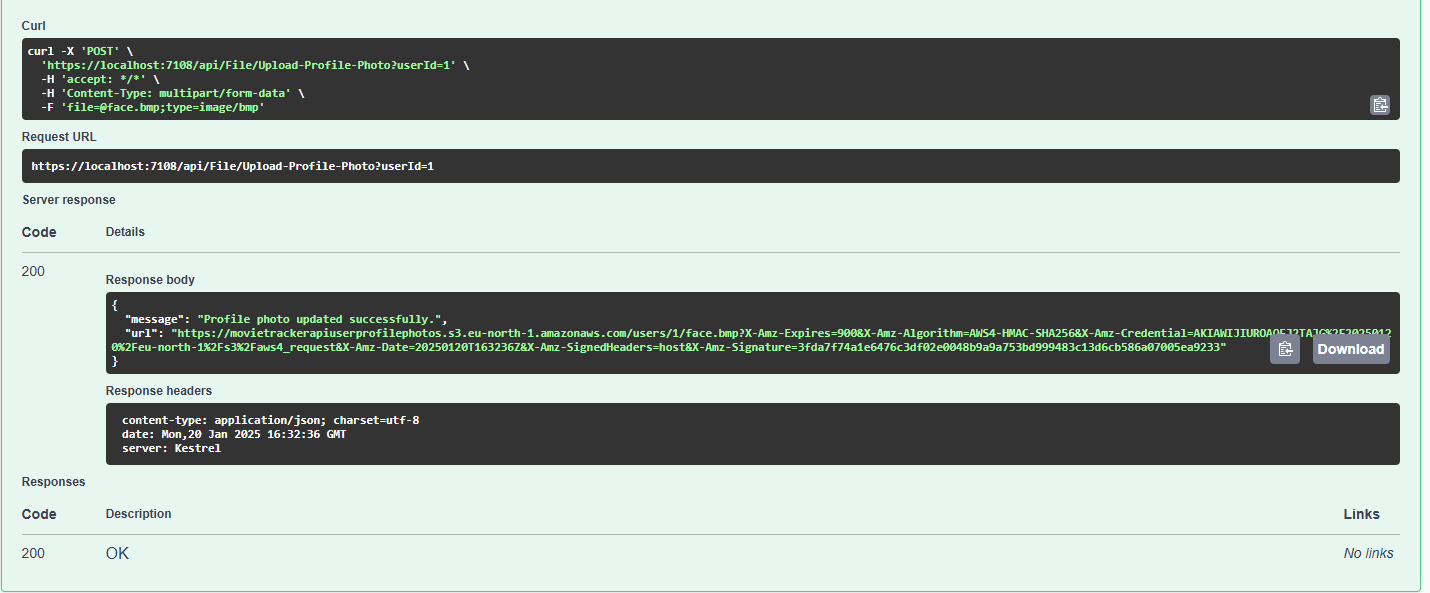 Curl
curl -X 'POST' \
'https://localhost:7108/api/File/Upload-Profile-Photo?userId=1' \
-H 'accept: */*' \
-H 'Content-Type: multipart/form-data' \
-F 'file=@face.bmp;type=image/bmp'
Request URL
https://localhost:7108/api/File/Upload-Profile-Photo?userId=1
Server response
Code Details
200
Response body
{
"message": "Profile photo updated successfully.",
"url": "https://movietrackerapiuserprofilephotos.s3.eu-north-1.amazonaws.com/users/1/face.bmp?X-Amz-Expires=900&X-Amz-Algorithm=AWS4-HMAC-SHA256&X-Amz-Credential=
0%2Feu-north-1%2Fs3%2Faws4_request&X-Amz-Date=20250120T163236Z&X-Amz-SignedHeaders=host&X-Amz-Signature=3fda7f74a1e6476c3df02e0048b9a9a753bd999483c13d6cb586a07005ea9233"
}
Download
Response headers
content-type: application/json; charset=utf-8
date: Mon,20 Jan 2025 16:32:36 GMT
server: Kestrel
Responses
Code Description Links
200 OK No links